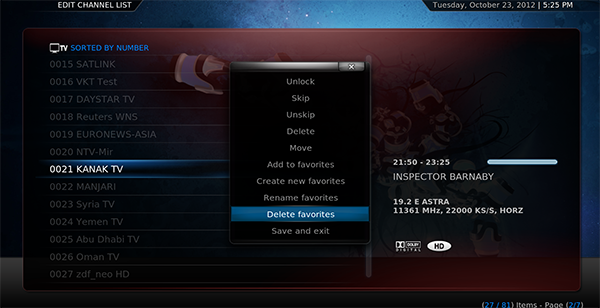 EDIT CHANNEL LIST
Tuesday, October 23, 2012 | 5:25 PM
TV SORTED BY NUMBER
0015 SATLINK
0016 VKT Test
0017 DAYSTAR TV
0018 Reuters WNS
0019 EURONEWS-ASIA
0020 NTV-Mir
0021 KANAK TV
0022 MANJARI
0023 Syria TV
0024 Yemen TV
0025 Abu Dhabi TV
0026 Oman TV
0027 zdf_neo HD
x
Unlock
Skip
Unskip
Delete
Move
Add to favorites
Create new favorites
Rename favorites
Delete favorites
Save and exit
21:50 - 23:25
INSPECTOR BARNABY
19.2 E ASTRA
11361 MHz, 22000 KS/S, HORZ
DOLBY
DIGITAL
HD
(27 / 81) Items - Page (2/7)